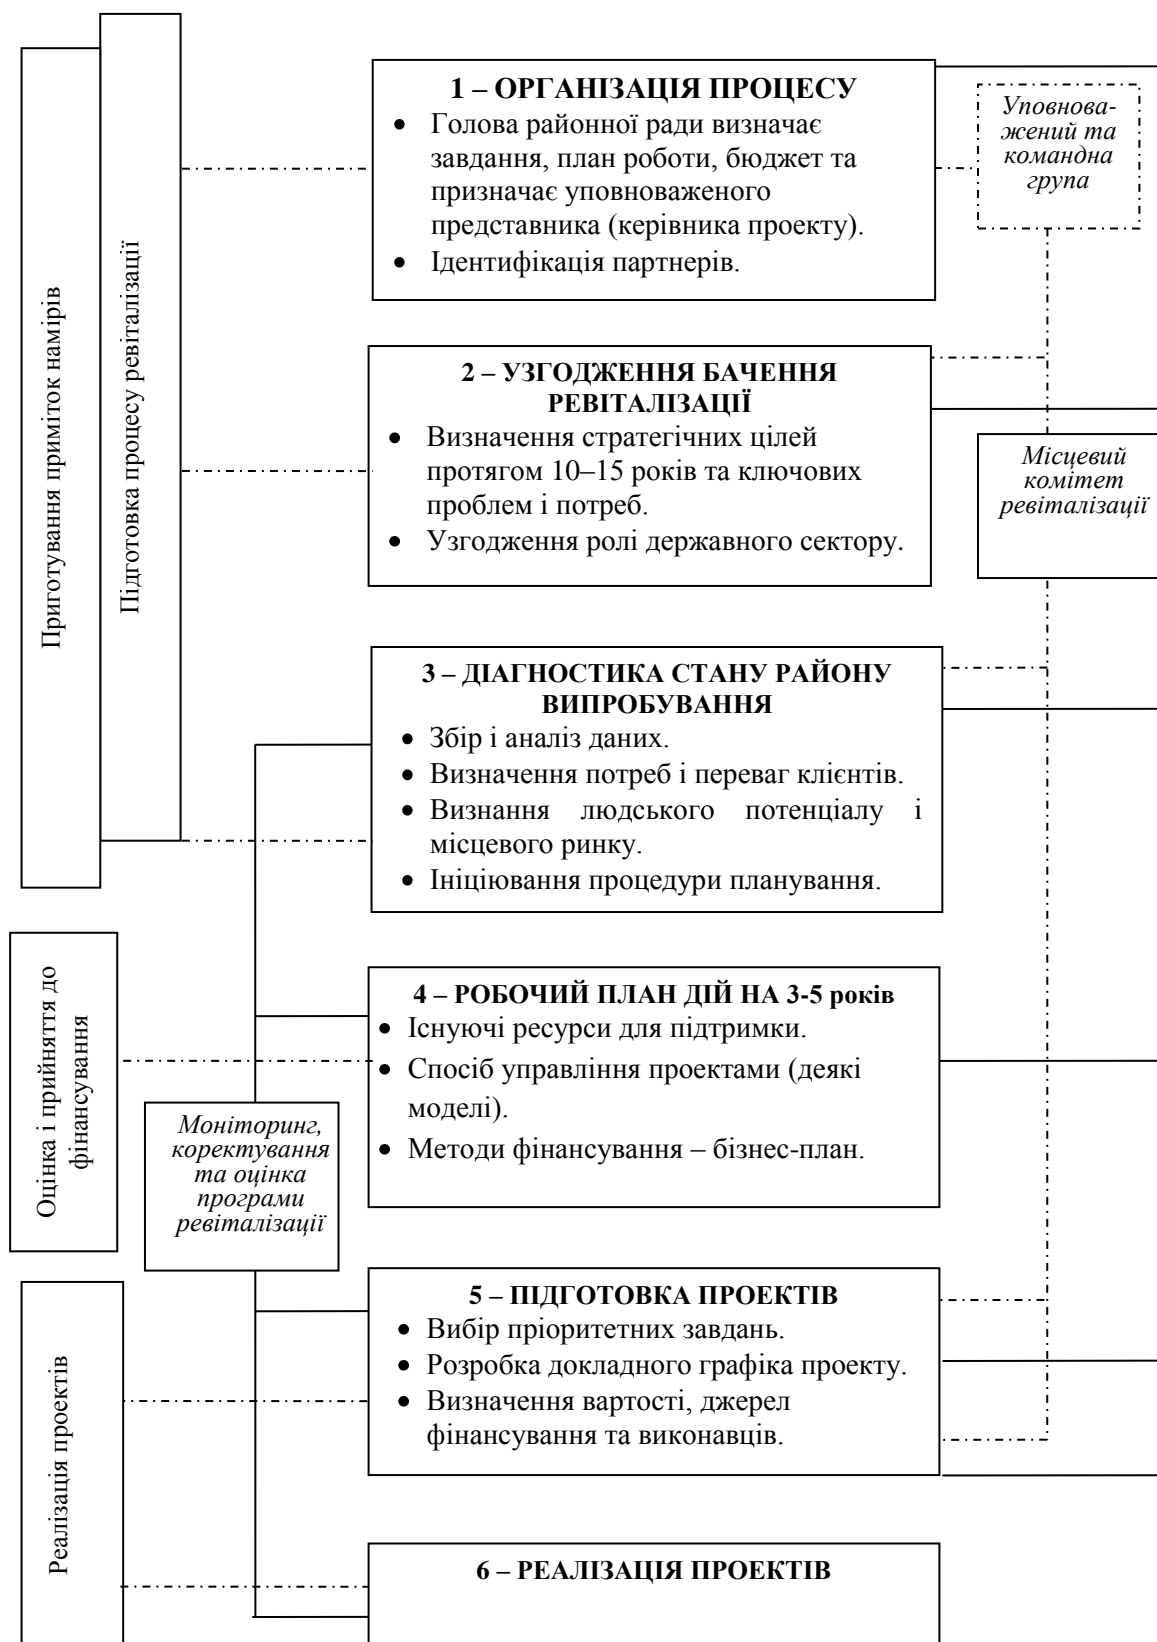 Приготування приміток намірів
Підготовка процесу ревіталізації
1 – ОРГАНІЗАЦІЯ ПРОЦЕСУ
• Голова районної ради визначає
завдання, план роботи, бюджет та
призначає уповноваженого
представника (керівника проекту).
• Ідентифікація партнерів.
Уповнова-
жений та
командна
група
2 – УЗГОДЖЕННЯ БАЧЕННЯ
РЕВІТАЛІЗАЦІЇ
• Визначення стратегічних цілей
протягом 10–15 років та ключових
проблем і потреб.
• Узгодження ролі державного сектору.
Місцевий
комітет
ревіталізації
3 – ДІАГНОСТИКА СТАНУ РАЙОНУ
ВИПРОБУВАННЯ
• Збір і аналіз даних.
• Визначення потреб і переваг клієнтів.
• Визнання людського потенціалу і
місцевого ринку.
• Ініціювання процедури планування.
Оцінка і прийняття до
фінансування
4 – РОБОЧИЙ ПЛАН ДІЙ НА 3-5 років
• Існуючі ресурси для підтримки.
• Спосіб управління проектами (деякі
моделі).
• Методи фінансування – бізнес-план.
Моніторинг,
коректування
та оцінка
програми
ревіталізації
Реалізація проектів
5 – ПІДГОТОВКА ПРОЕКТІВ
• Вибір пріоритетних завдань.
• Розробка докладного графіка проекту.
• Визначення вартості, джерел
фінансування та виконавців.
6 – РЕАЛІЗАЦІЯ ПРОЕКТІВ